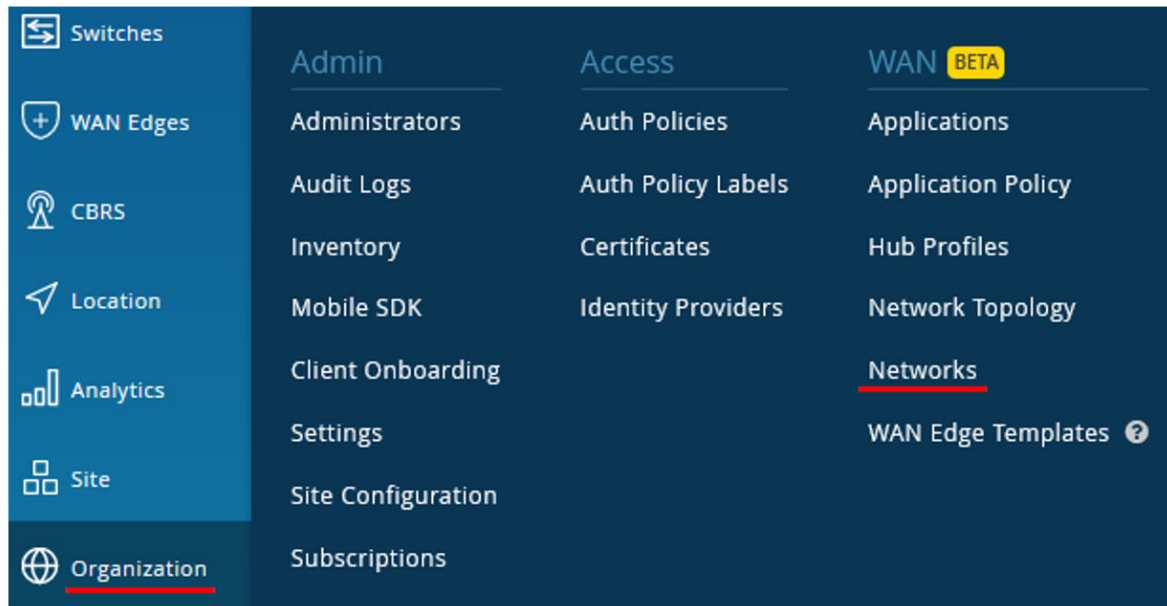 Switches
WAN Edges
CBRS
Location
Analytics
Site
Organization
Admin
Administrators
Audit Logs
Inventory
Mobile SDK
Client Onboarding
Settings
Site Configuration
Subscriptions
Access
Auth Policies
Auth Policy Labels
Certificates
Identity Providers
WAN BETA
Applications
Application Policy
Hub Profiles
Network Topology
Networks
WAN Edge Templates ?